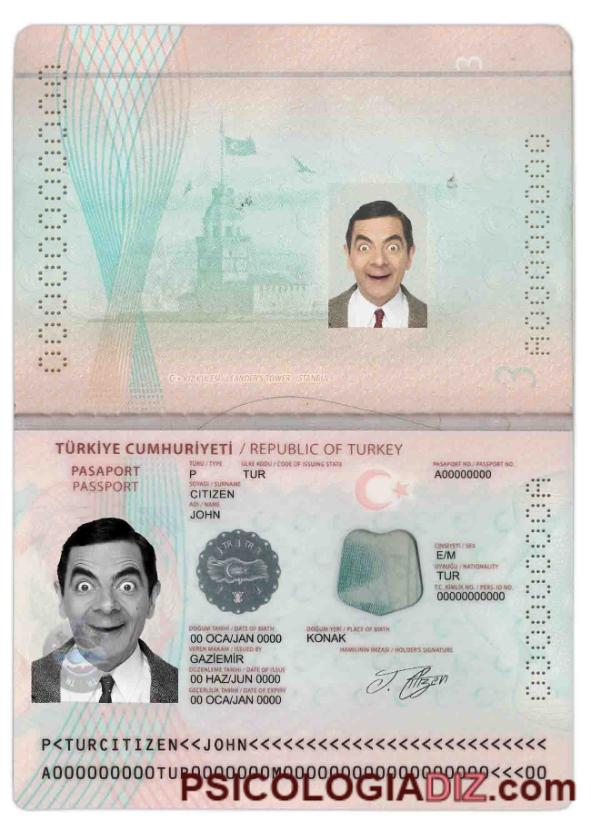 3
00000000000
A00000000
3
KIZ KULESİ / LEANDER'S TOWER / İSTANBUL
TÜRKİYE CUMHURİYETİ / REPUBLIC OF TURKEY
PASAPORT
PASSPORT
TÜRÜ / TYPE ÜLKE KODU / CODE OF ISSUING STATE PASAPORT NO./ PASSPORT NO.
P TUR A00000000
SOYADI / SURNAME
CITIZEN
ADI / NAME
JOHN
TR TR
CİNSİYETİ / SEX
E/M
UYRUĞU / NATIONALITY
TUR
T.C. KİMLİK NO. / PERS. ID NO.
00000000000
DOĞUM TARİHİ / DATE OF BIRTH DOĞUM YERİ / PLACE OF BIRTH
00 OCA/JAN 0000 KONAK
VEREN MAKAM / ISSUED BY HAMİLİNİN İMZASI / HOLDER'S SIGNATURE
GAZİEMİR
DÜZENLEME TARİHİ / DATE OF ISSUE
00 HAZ/JUN 0000
GEÇERLİLİK TARİHİ / DATE OF EXPIRY
00 OCA/JAN 0000
P<TURCITIZEN<<JOHN<<<<<<<<<<<<<<<<<<<<<<<<<<
PSICOLOGIADIZ.com